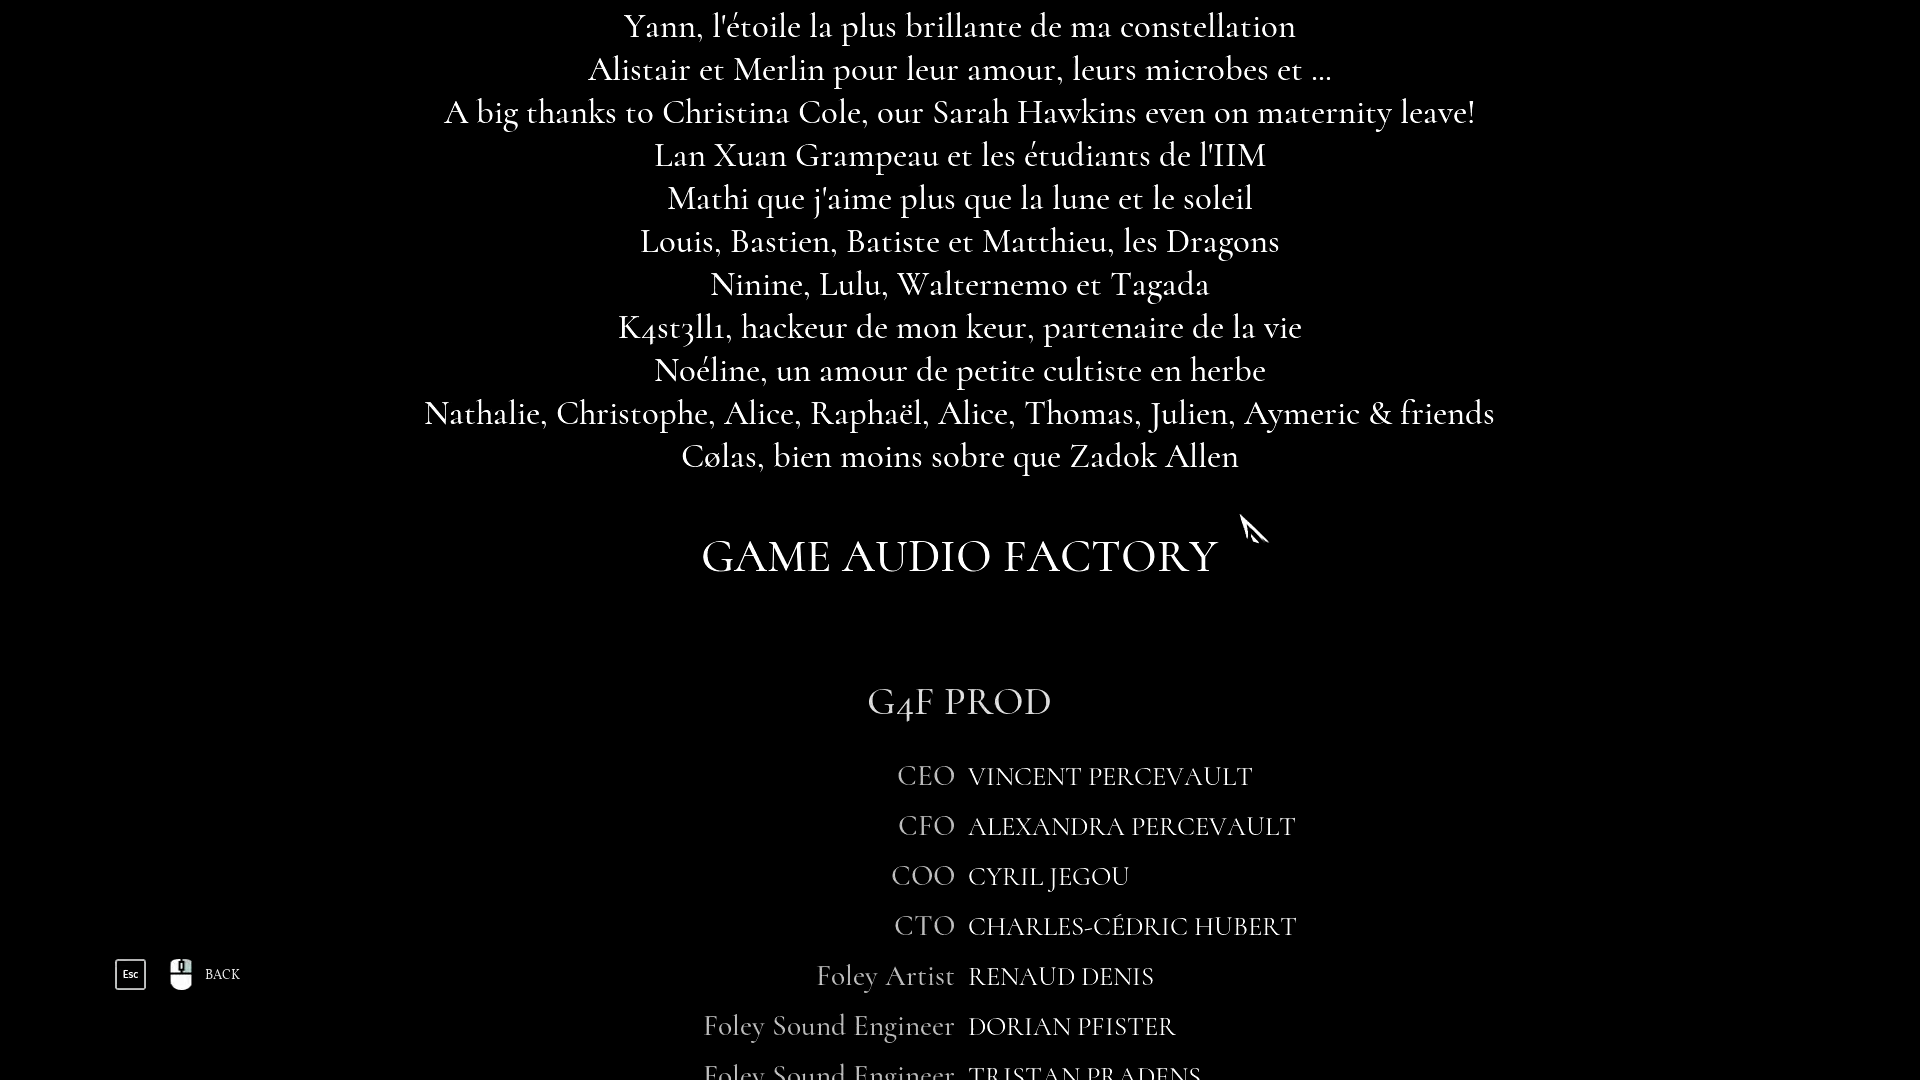 Yann, l'étoile la plus brillante de ma constellation
Alistair et Merlin pour leur amour, leurs microbes et ...
A big thanks to Christina Cole, our Sarah Hawkins even on maternity leave!
Lan Xuan Grampeau et les étudiants de l'IIM
Mathi que j'aime plus que la lune et le soleil
Louis, Bastien, Batiste et Matthieu, les Dragons
Ninine, Lulu, Walternemo et Tagada
K4st3ll1, hackeur de mon keur, partenaire de la vie
Noéline, un amour de petite cultiste en herbe
Nathalie, Christophe, Alice, Raphaël, Alice, Thomas, Julien, Aymeric & friends
Cølas, bien moins sobre que Zadok Allen
GAME AUDIO FACTORY
G4F PROD
CEO VINCENT PERCEVAULT
CFO ALEXANDRA PERCEVAULT
COO CYRIL JEGOU
CTO CHARLES-CÉDRIC HUBERT
Foley Artist RENAUD DENIS
Foley Sound Engineer DORIAN PFISTER
Foley Sound Engineer TRISTAN PRADENS
Esc BACK